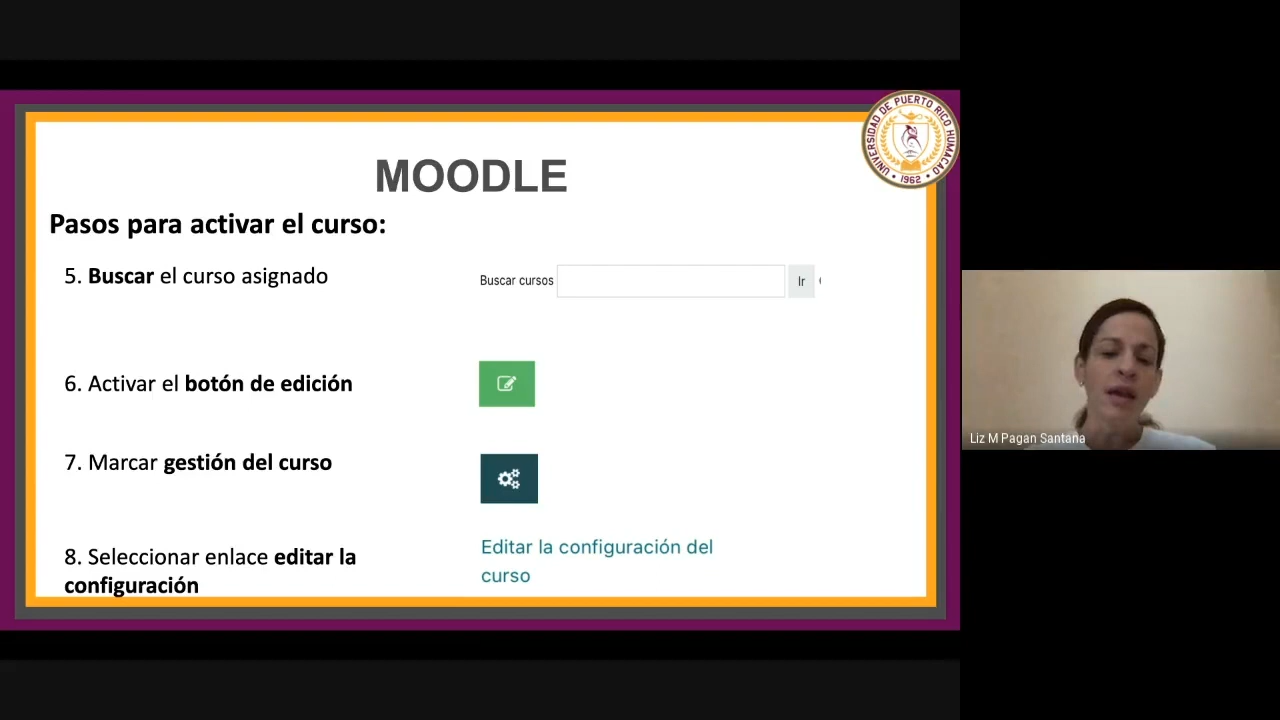 UNIVERSIDAD DE PUERTO RICO HUMACAO
• 1962 •
MOODLE
Pasos para activar el curso:
5. Buscar el curso asignado
Buscar cursos
Ir
6. Activar el botón de edición
7. Marcar gestión del curso
8. Seleccionar enlace editar la
configuración
Editar la configuración del
curso
Liz M Pagan Santana